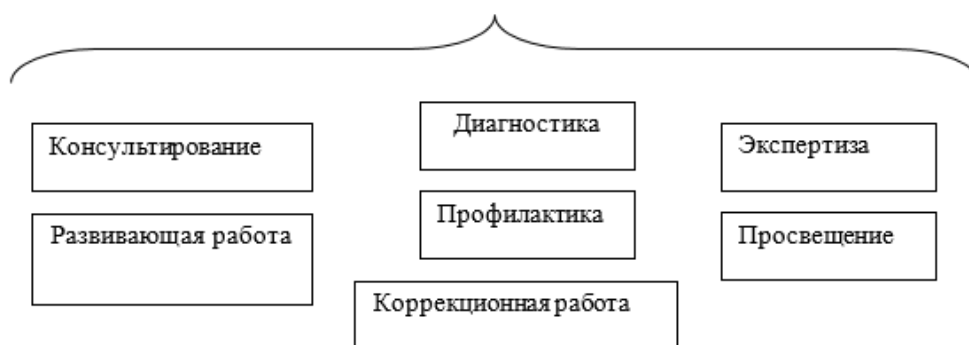 Консультирование
Диагностика
Экспертиза
Развивающая работа
Профилактика
Просвещение
Коррекционная работа